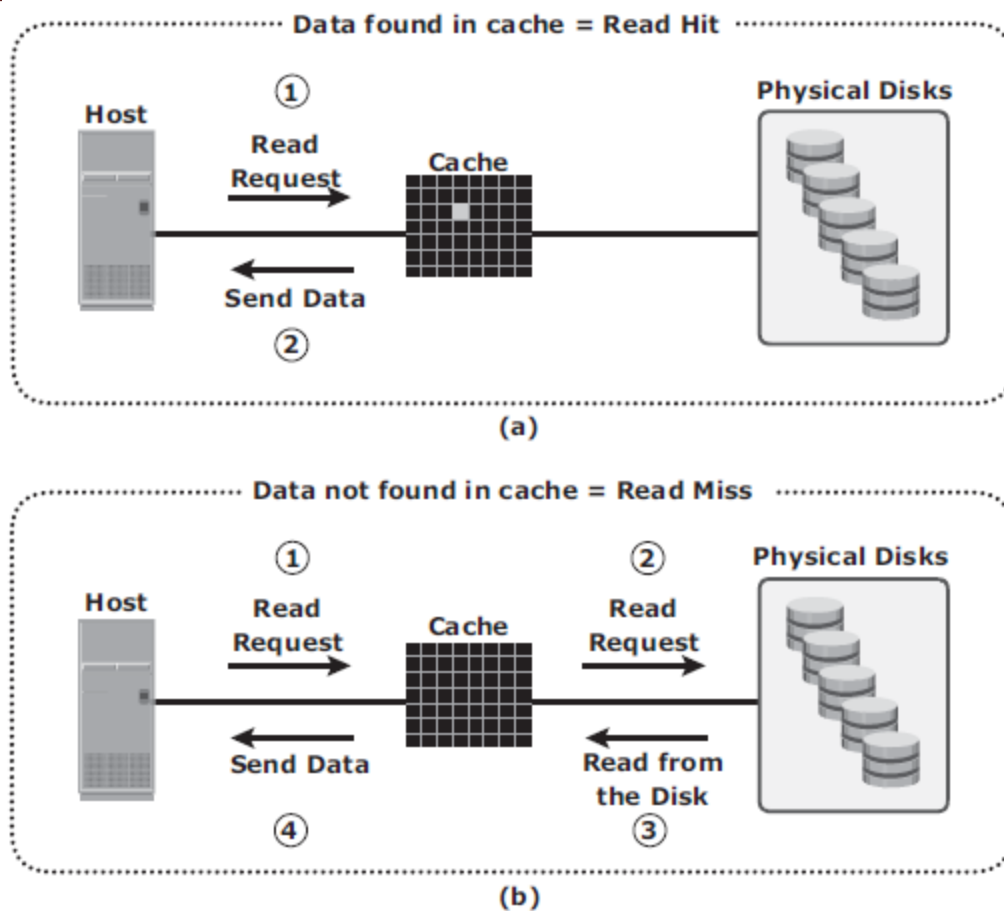 Data found in cache = Read Hit
①
Physical Disks
Host
Read
Request
Cache
Send Data
②
(a)
Data not found in cache = Read Miss
①
②
Physical Disks
Host
Read
Request
Cache
Read
Request
Send Data
Read from
the Disk
④
③
(b)